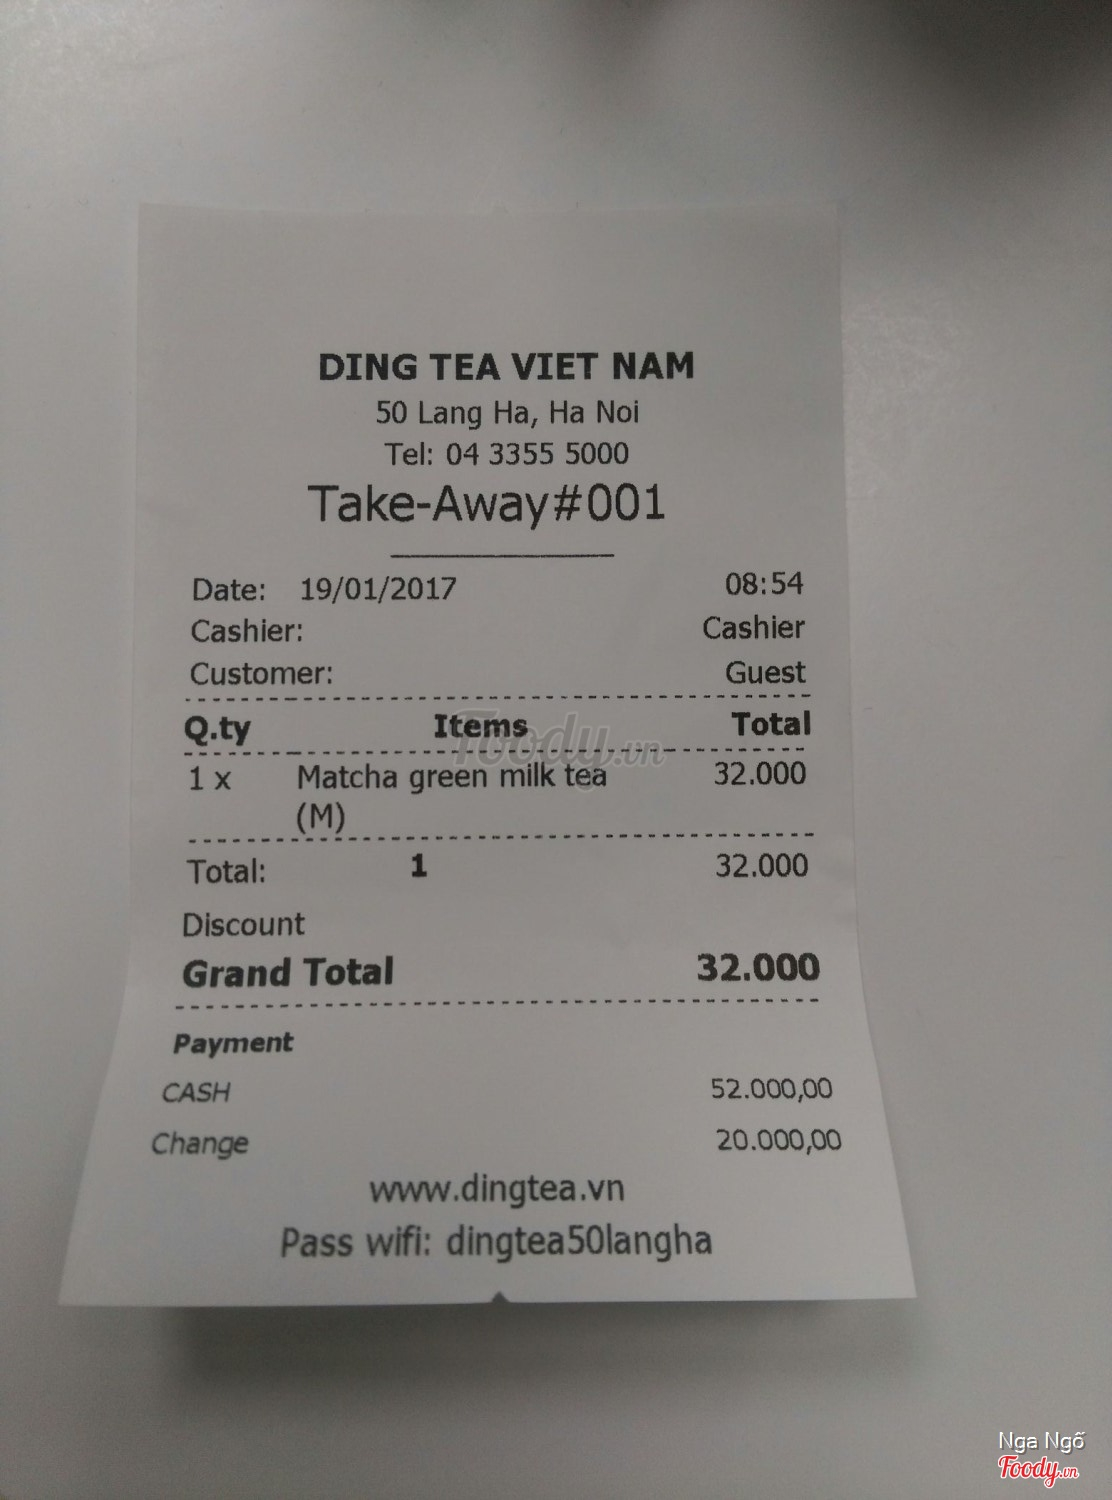 DING TEA VIET NAM
50 Lang Ha, Ha Noi
Tel: 04 3355 5000
Take-Away#001
Date: 19/01/2017 08:54
Cashier: Cashier
Customer: Guest
Q.ty Items Total
Foody.vn
1 x Matcha green milk tea 32.000
(M)
Total: 1 32.000
Discount
Grand Total 32.000
Payment
CASH 52.000,00
Change 20.000,00
www.dingtea.vn
Pass wifi: dingtea50langha
Nga Ngố
Foody.vn